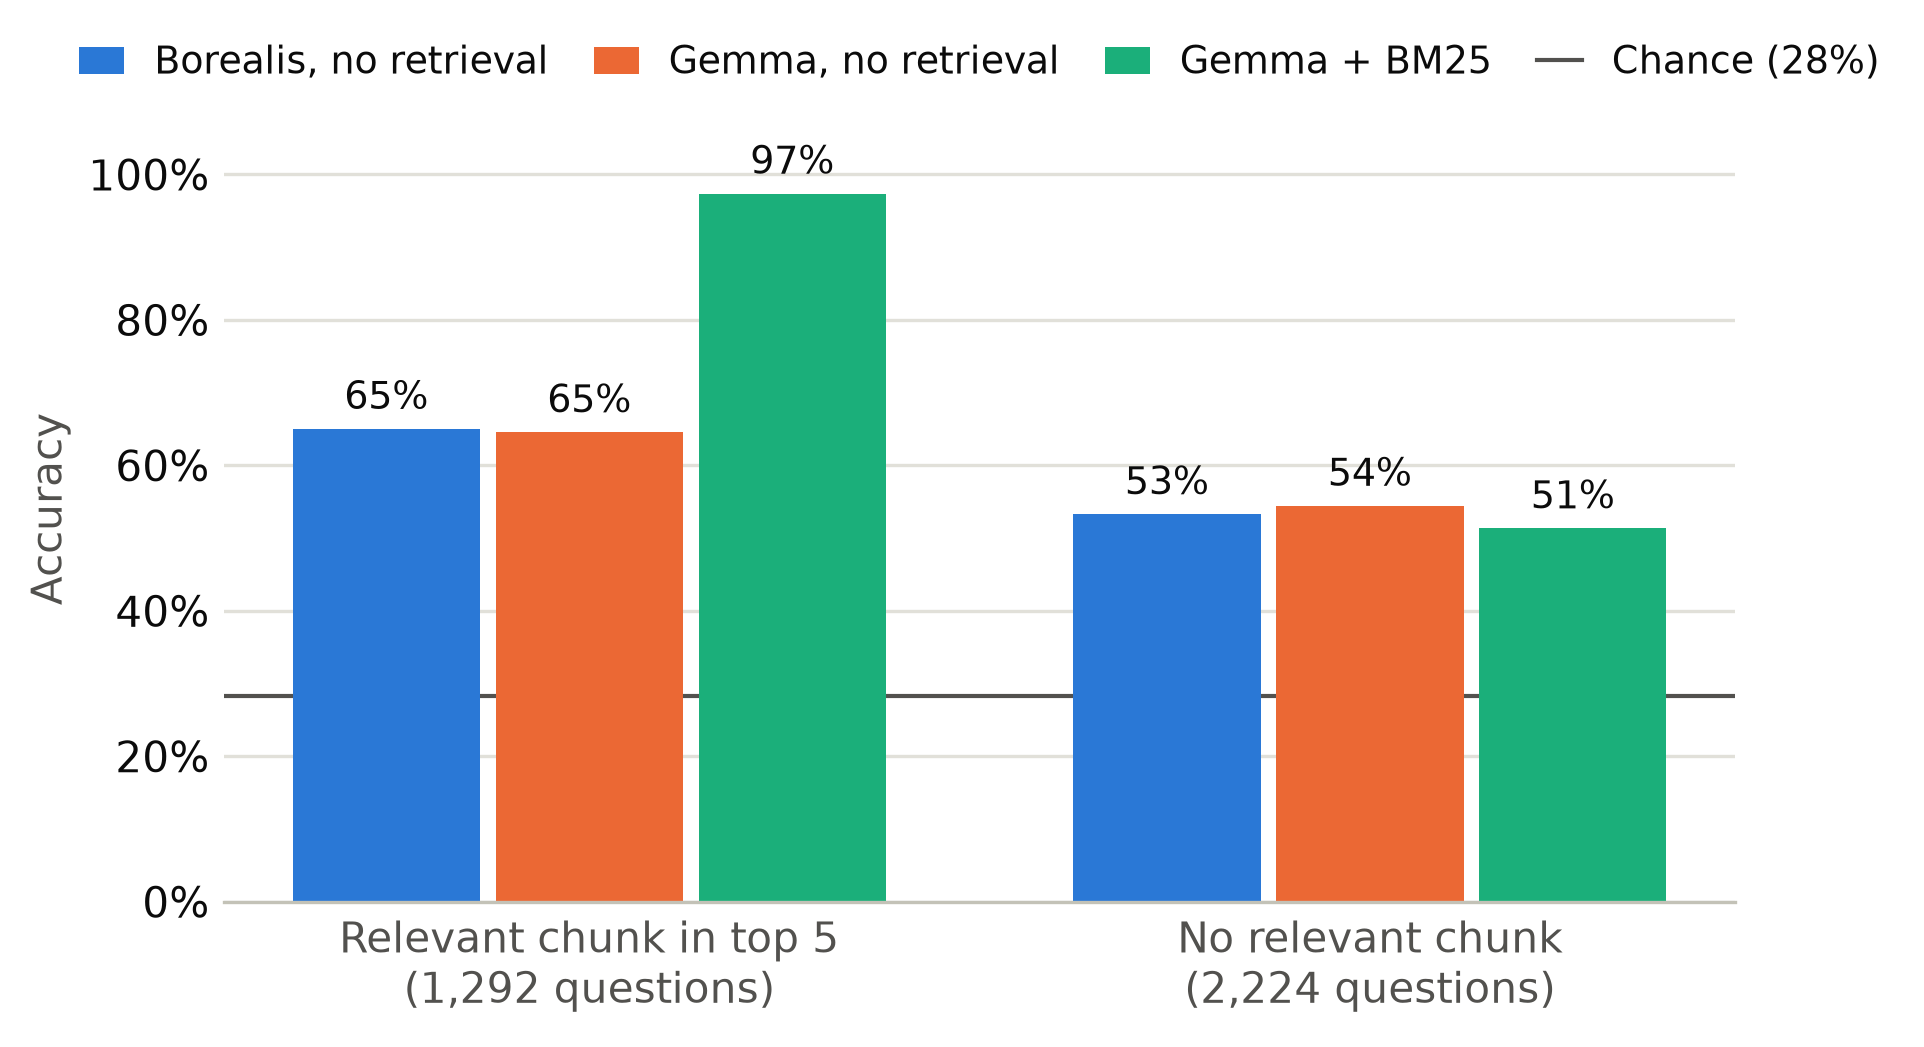 Borealis, no retrieval
Gemma, no retrieval
Gemma + BM25
Chance (28%)
Accuracy
100%
80%
60%
40%
20%
0%
65%
65%
97%
53%
54%
51%
Relevant chunk in top 5
(1,292 questions)
No relevant chunk
(2,224 questions)